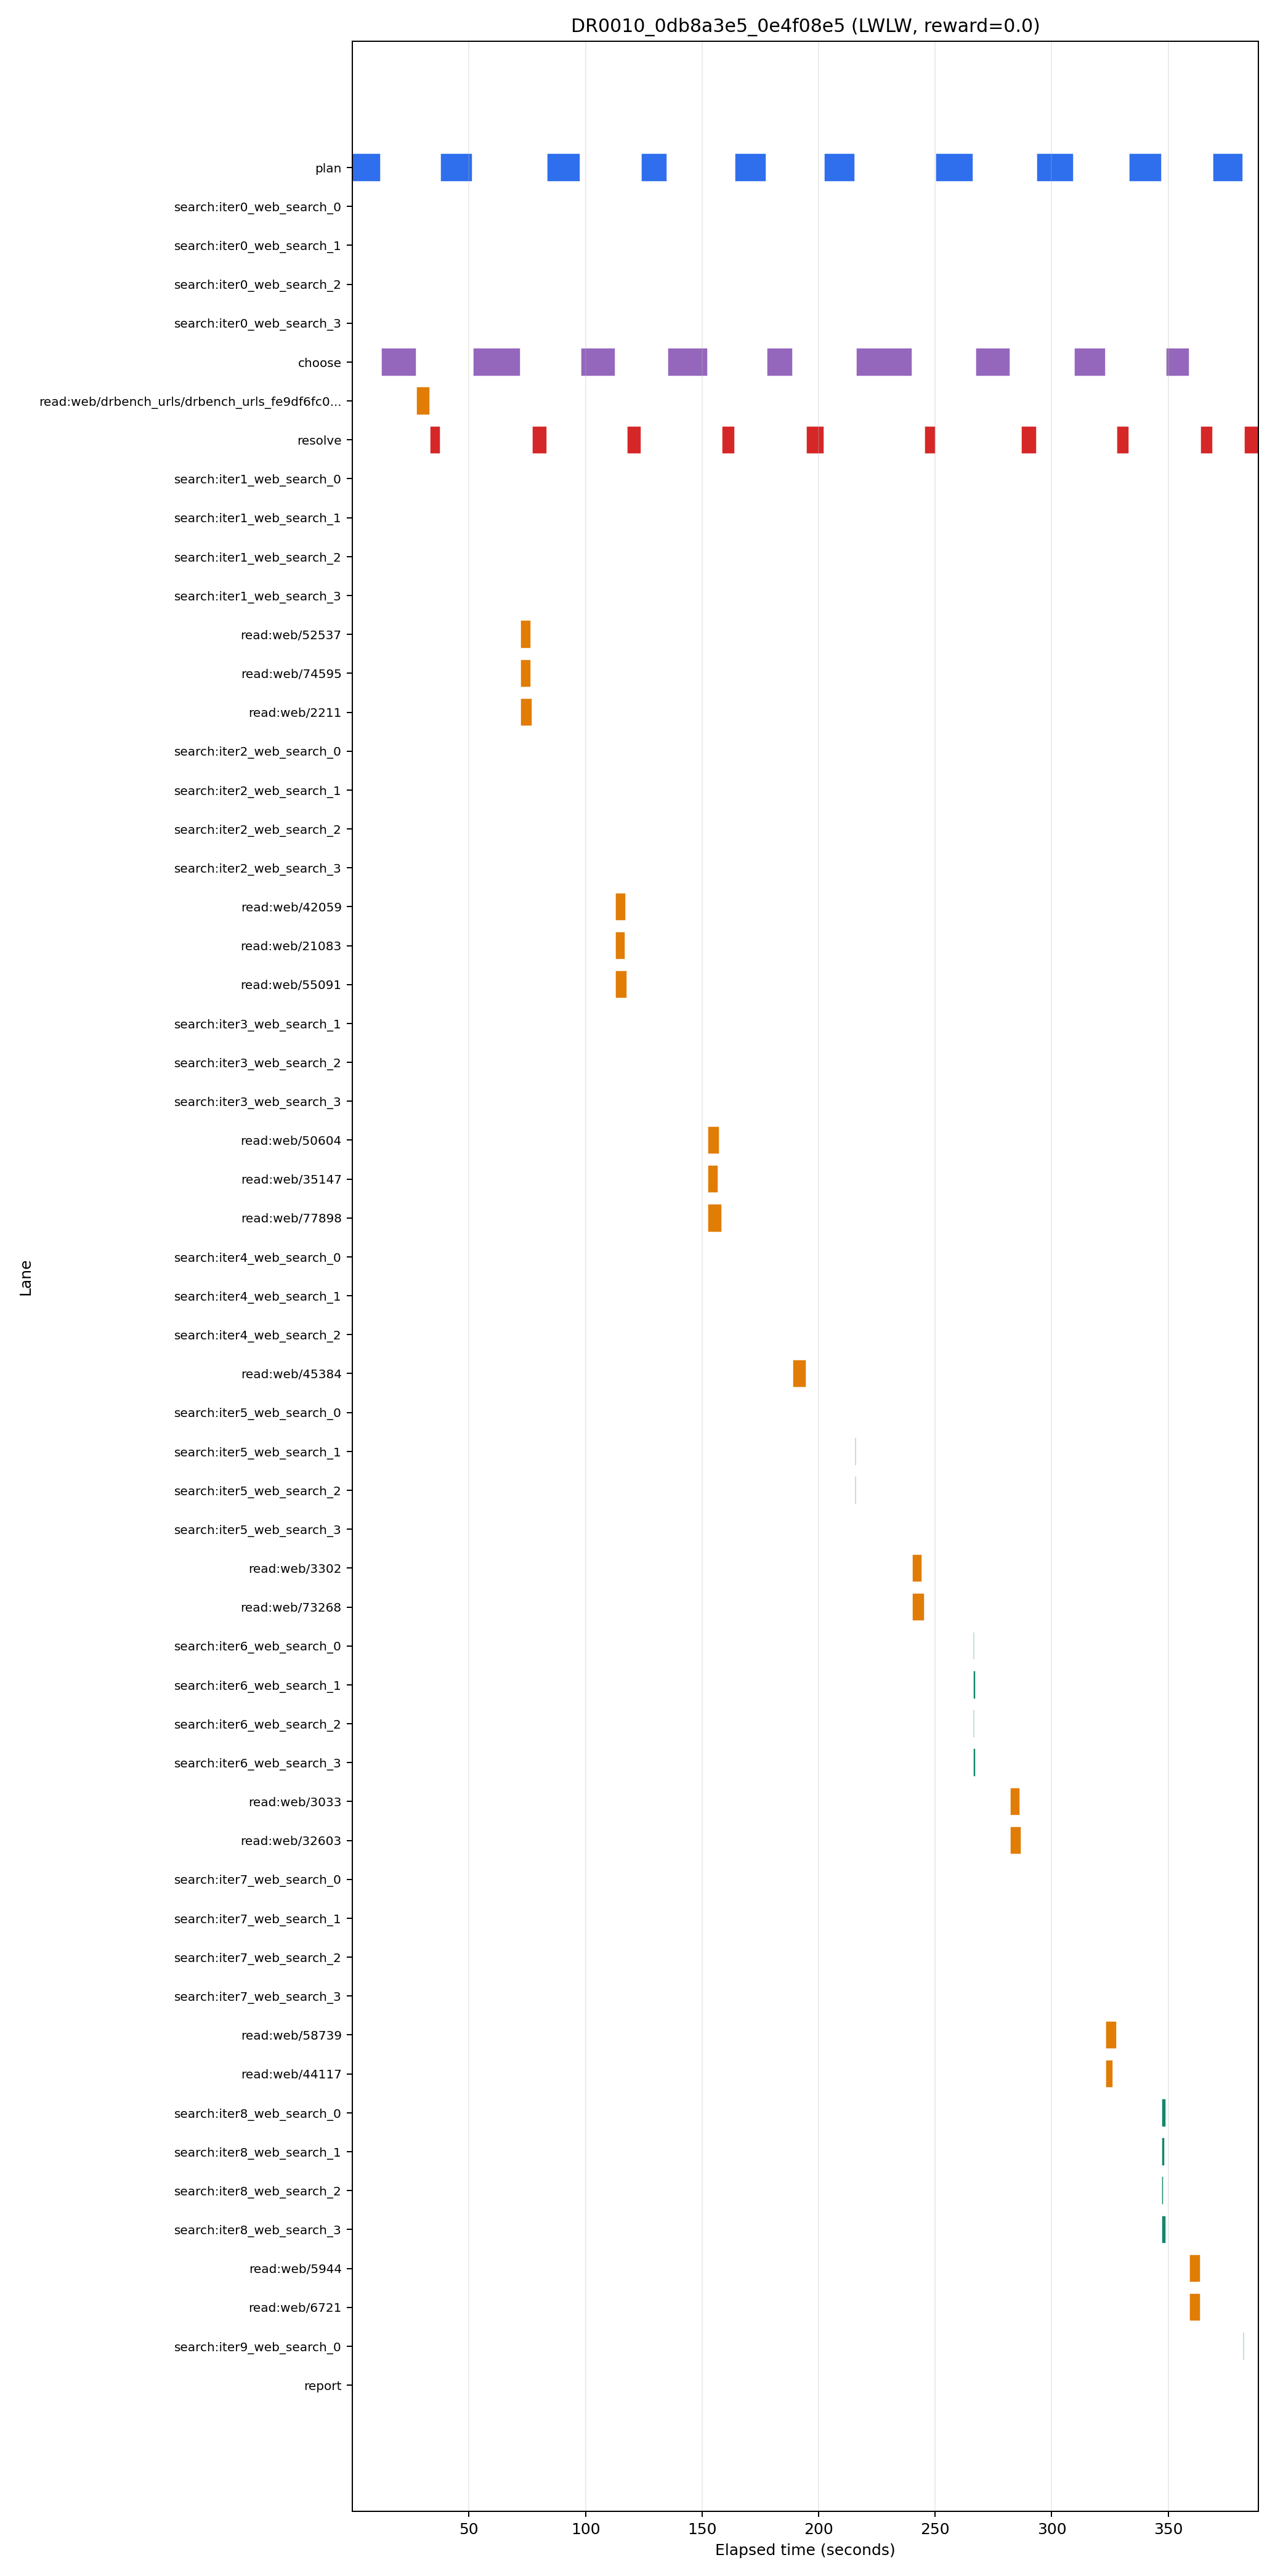 DR0010_0db8a3e5_0e4f08e5 (LWLW, reward=0.0)
plan
search:iter0_web_search_0
search:iter0_web_search_1
search:iter0_web_search_2
search:iter0_web_search_3
choose
read:web/drbench_urls/drbench_urls_fe9df6fc0...
resolve
search:iter1_web_search_0
search:iter1_web_search_1
search:iter1_web_search_2
search:iter1_web_search_3
read:web/52537
read:web/74595
read:web/2211
search:iter2_web_search_0
search:iter2_web_search_1
search:iter2_web_search_2
search:iter2_web_search_3
read:web/42059
read:web/21083
read:web/55091
search:iter3_web_search_1
search:iter3_web_search_2
search:iter3_web_search_3
read:web/50604
read:web/35147
read:web/77898
search:iter4_web_search_0
search:iter4_web_search_1
search:iter4_web_search_2
read:web/45384
search:iter5_web_search_0
search:iter5_web_search_1
search:iter5_web_search_2
search:iter5_web_search_3
read:web/3302
read:web/73268
search:iter6_web_search_0
search:iter6_web_search_1
search:iter6_web_search_2
search:iter6_web_search_3
read:web/3033
read:web/32603
search:iter7_web_search_0
search:iter7_web_search_1
search:iter7_web_search_2
search:iter7_web_search_3
read:web/58739
read:web/44117
search:iter8_web_search_0
search:iter8_web_search_1
search:iter8_web_search_2
search:iter8_web_search_3
read:web/5944
read:web/6721
search:iter9_web_search_0
report
Lane
50 100 150 200 250 300 350
Elapsed time (seconds)